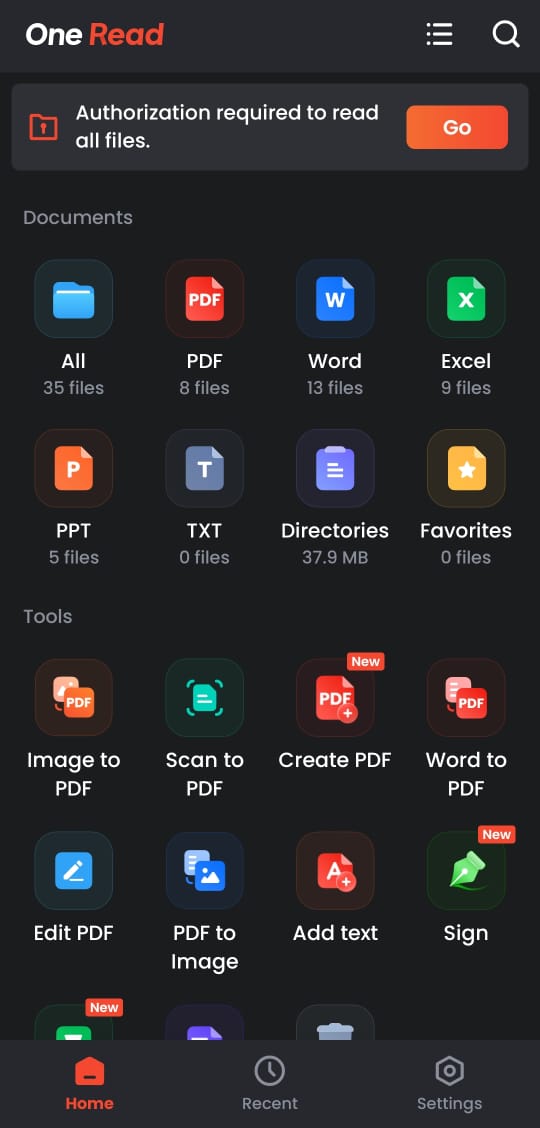 One Read
Authorization required to read
all files.
Go
Documents
PDF
W
X
All
PDF
Word
Excel
35 files
8 files
13 files
9 files
P
T
PPT
TXT
Directories
Favorites
5 files
0 files
37.9 MB
0 files
Tools
New
PDF
PDF
PDF
Image to
PDF
Scan to
PDF
Create PDF
Word to
PDF
New
A
Edit PDF
PDF to
Image
Add text
Sign
New
Home
Recent
Settings